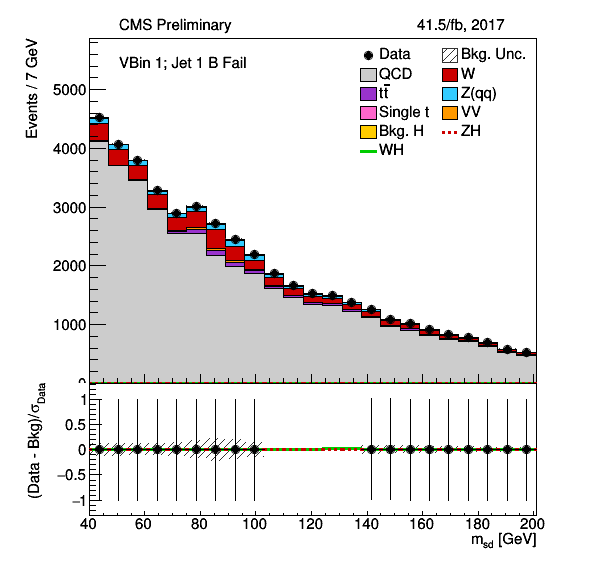 CMS Preliminary
41.5/fb, 2017
VBin 1; Jet 1 B Fail
Data
Bkg. Unc.
QCD
W
tt̅
Z(qq)
Single t
VV
Bkg. H
ZH
WH
Events / 7 GeV
5000
4000
3000
2000
1000
0
(Data - Bkg)/σData
1
0.5
0
−0.5
−1
40 60 80 100 120 140 160 180 200
msd [GeV]